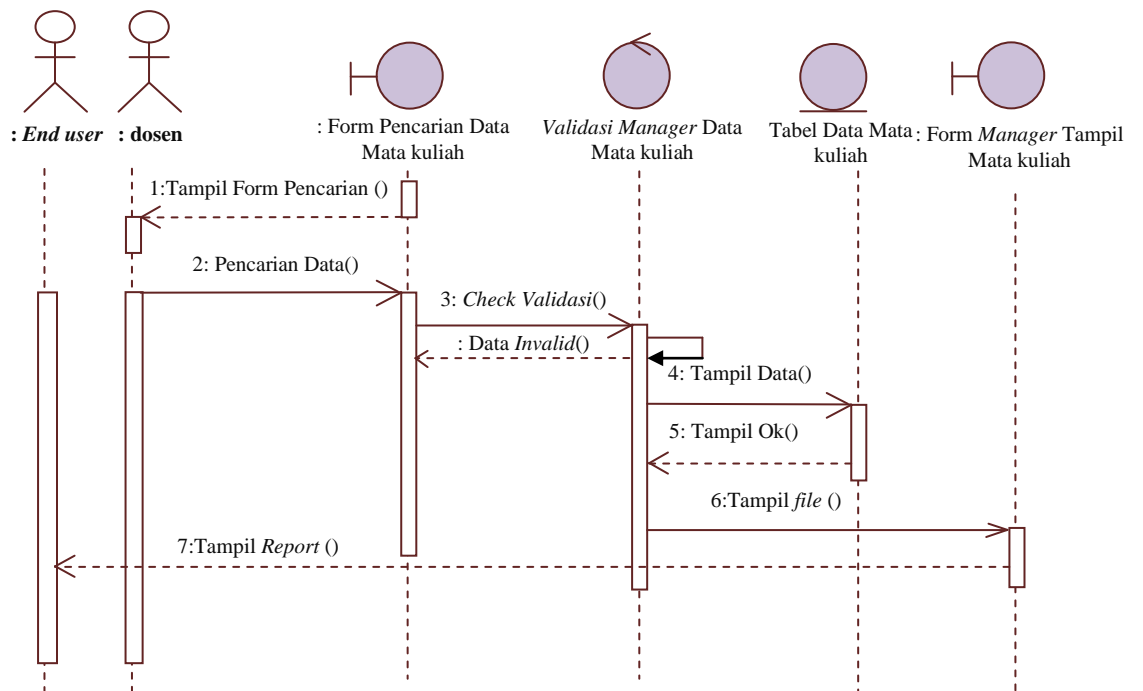 : End user
: dosen
: Form Pencarian Data
Mata kuliah
Validasi Manager Data
Mata kuliah
Tabel Data Mata
kuliah
: Form Manager Tampil
Mata kuliah
1:Tampil Form Pencarian ()
2: Pencarian Data()
3: Check Validasi()
: Data Invalid()
4: Tampil Data()
5: Tampil Ok()
6:Tampil file ()
7:Tampil Report ()